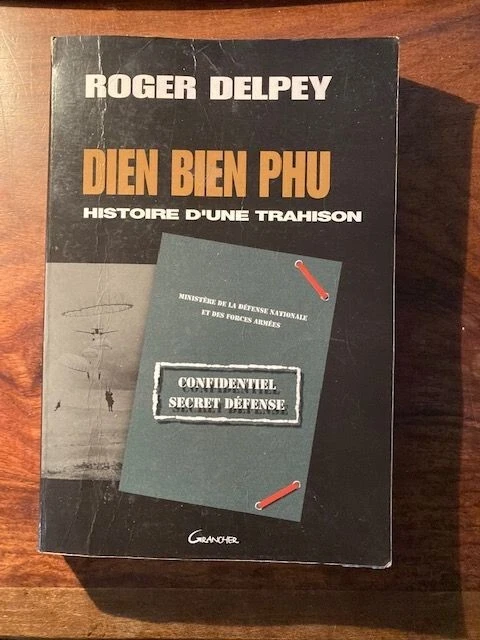 ROGER DELPEY
DIEN BIEN PHU
HISTOIRE D'UNE TRAHISON
MINISTÈRE DE LA DÉFENSE NATIONALE
ET DES FORCES ARMÉES
CONFIDENTIEL
SECRET DÉFENSE
GRANCHER